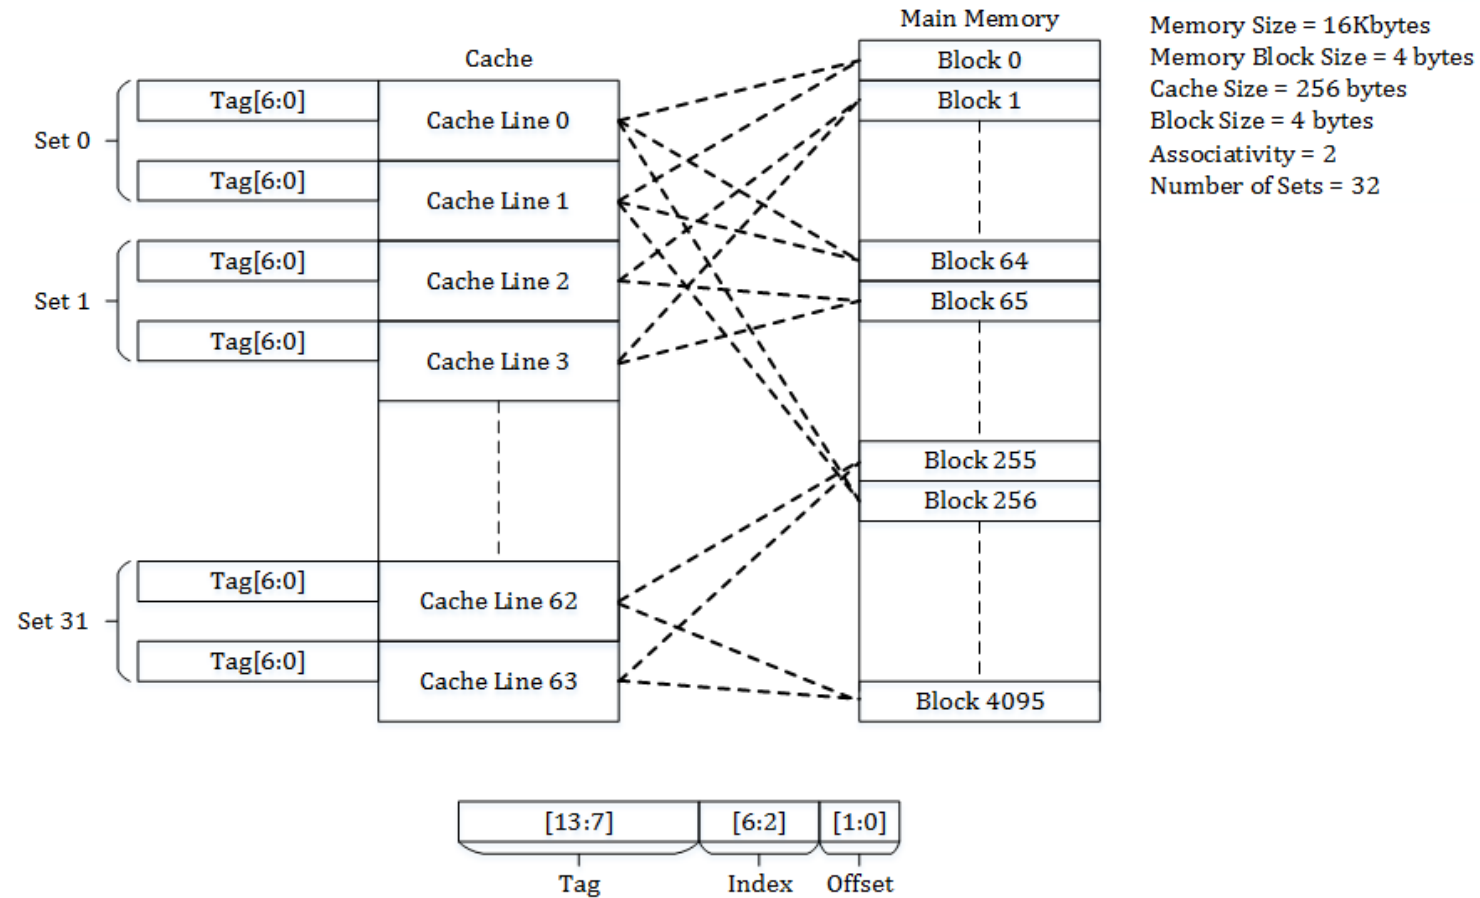 Main Memory
Cache
Memory Size = 16Kbytes
Memory Block Size = 4 bytes
Cache Size = 256 bytes
Block Size = 4 bytes
Associativity = 2
Number of Sets = 32
Set 0
Tag[6:0]
Cache Line 0
Tag[6:0]
Cache Line 1
Set 1
Tag[6:0]
Cache Line 2
Tag[6:0]
Cache Line 3
Set 31
Tag[6:0]
Cache Line 62
Tag[6:0]
Cache Line 63
Block 0
Block 1
Block 64
Block 65
Block 255
Block 256
Block 4095
[13:7]
[6:2]
[1:0]
Tag
Index
Offset